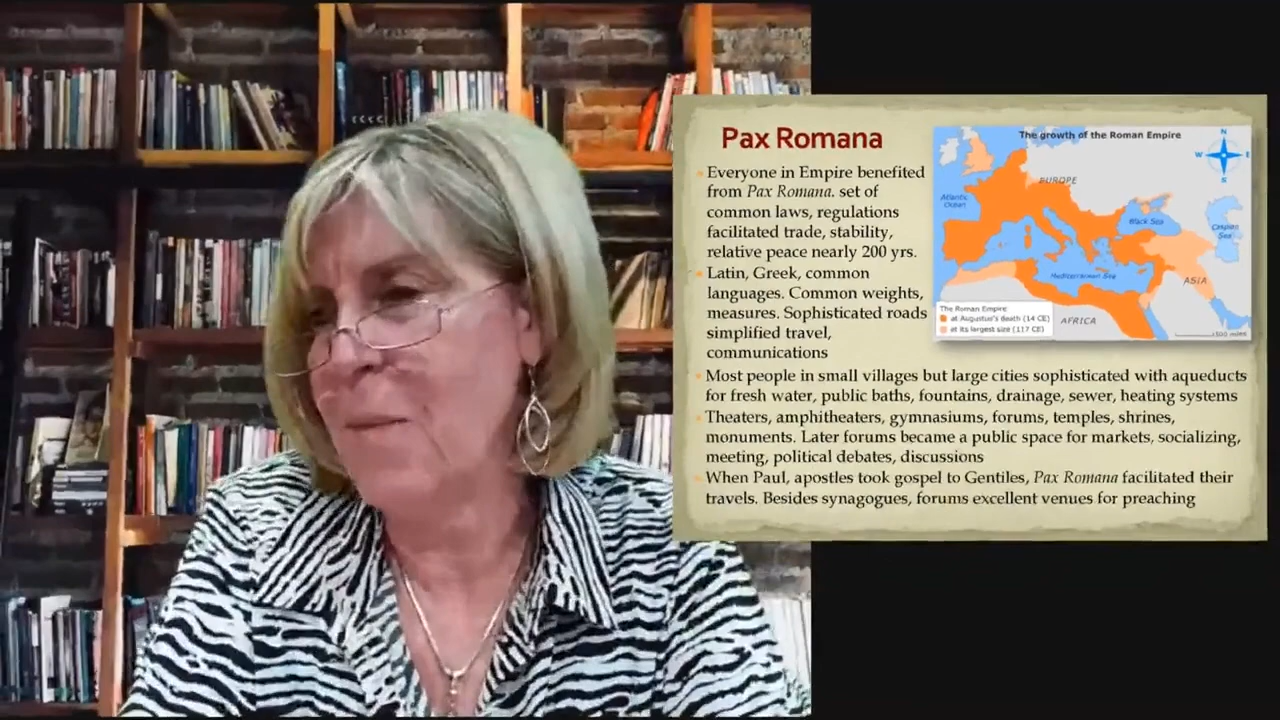 Pax Romana
Everyone in Empire benefited
from Pax Romana. set of
common laws, regulations
facilitated trade, stability,
relative peace nearly 200 yrs.
Latin, Greek, common
languages. Common weights,
measures. Sophisticated roads
simplified travel,
communications
Most people in small villages but large cities sophisticated with aqueducts
for fresh water, public baths, fountains, drainage, sewer, heating systems
Theaters, amphitheaters, gymnasiums, forums, temples, shrines,
monuments. Later forums became a public space for markets, socializing,
meeting, political debates, discussions
When Paul, apostles took gospel to Gentiles, Pax Romana facilitated their
travels. Besides synagogues, forums excellent venues for preaching
The growth of the Roman Empire
N
W
E
S
EUROPE
Atlantic
Ocean
Black Sea
Caspian
Sea
Mediterranean Sea
ASIA
AFRICA
The Roman Empire:
at Augustus's death (14 CE)
at its largest size (117 CE)
500 miles